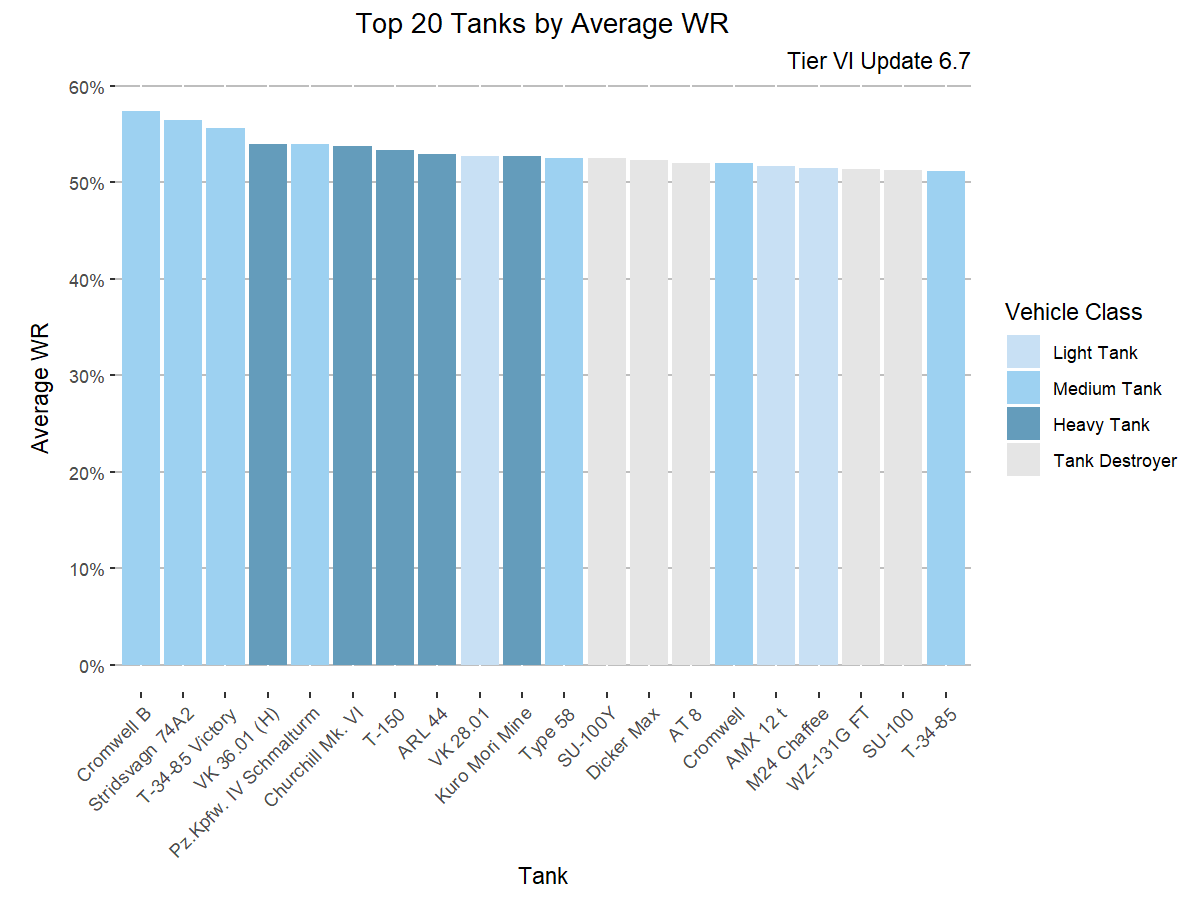 Top 20 Tanks by Average WR
Tier VI Update 6.7
Average WR
60%
50%
40%
30%
20%
10%
0%
Cromwell B
Stridsvagn 74A2
T-34-85 Victory
VK 36.01 (H)
Pz.Kpfw. IV Schmalturm
Churchill Mk. VI
T-150
ARL 44
VK 28.01
Kuro Mori Mine
Type 58
SU-100Y
Dicker Max
AT 8
Cromwell
AMX 12 t
M24 Chaffee
WZ-131G FT
SU-100
T-34-85
Tank
Vehicle Class
Light Tank
Medium Tank
Heavy Tank
Tank Destroyer